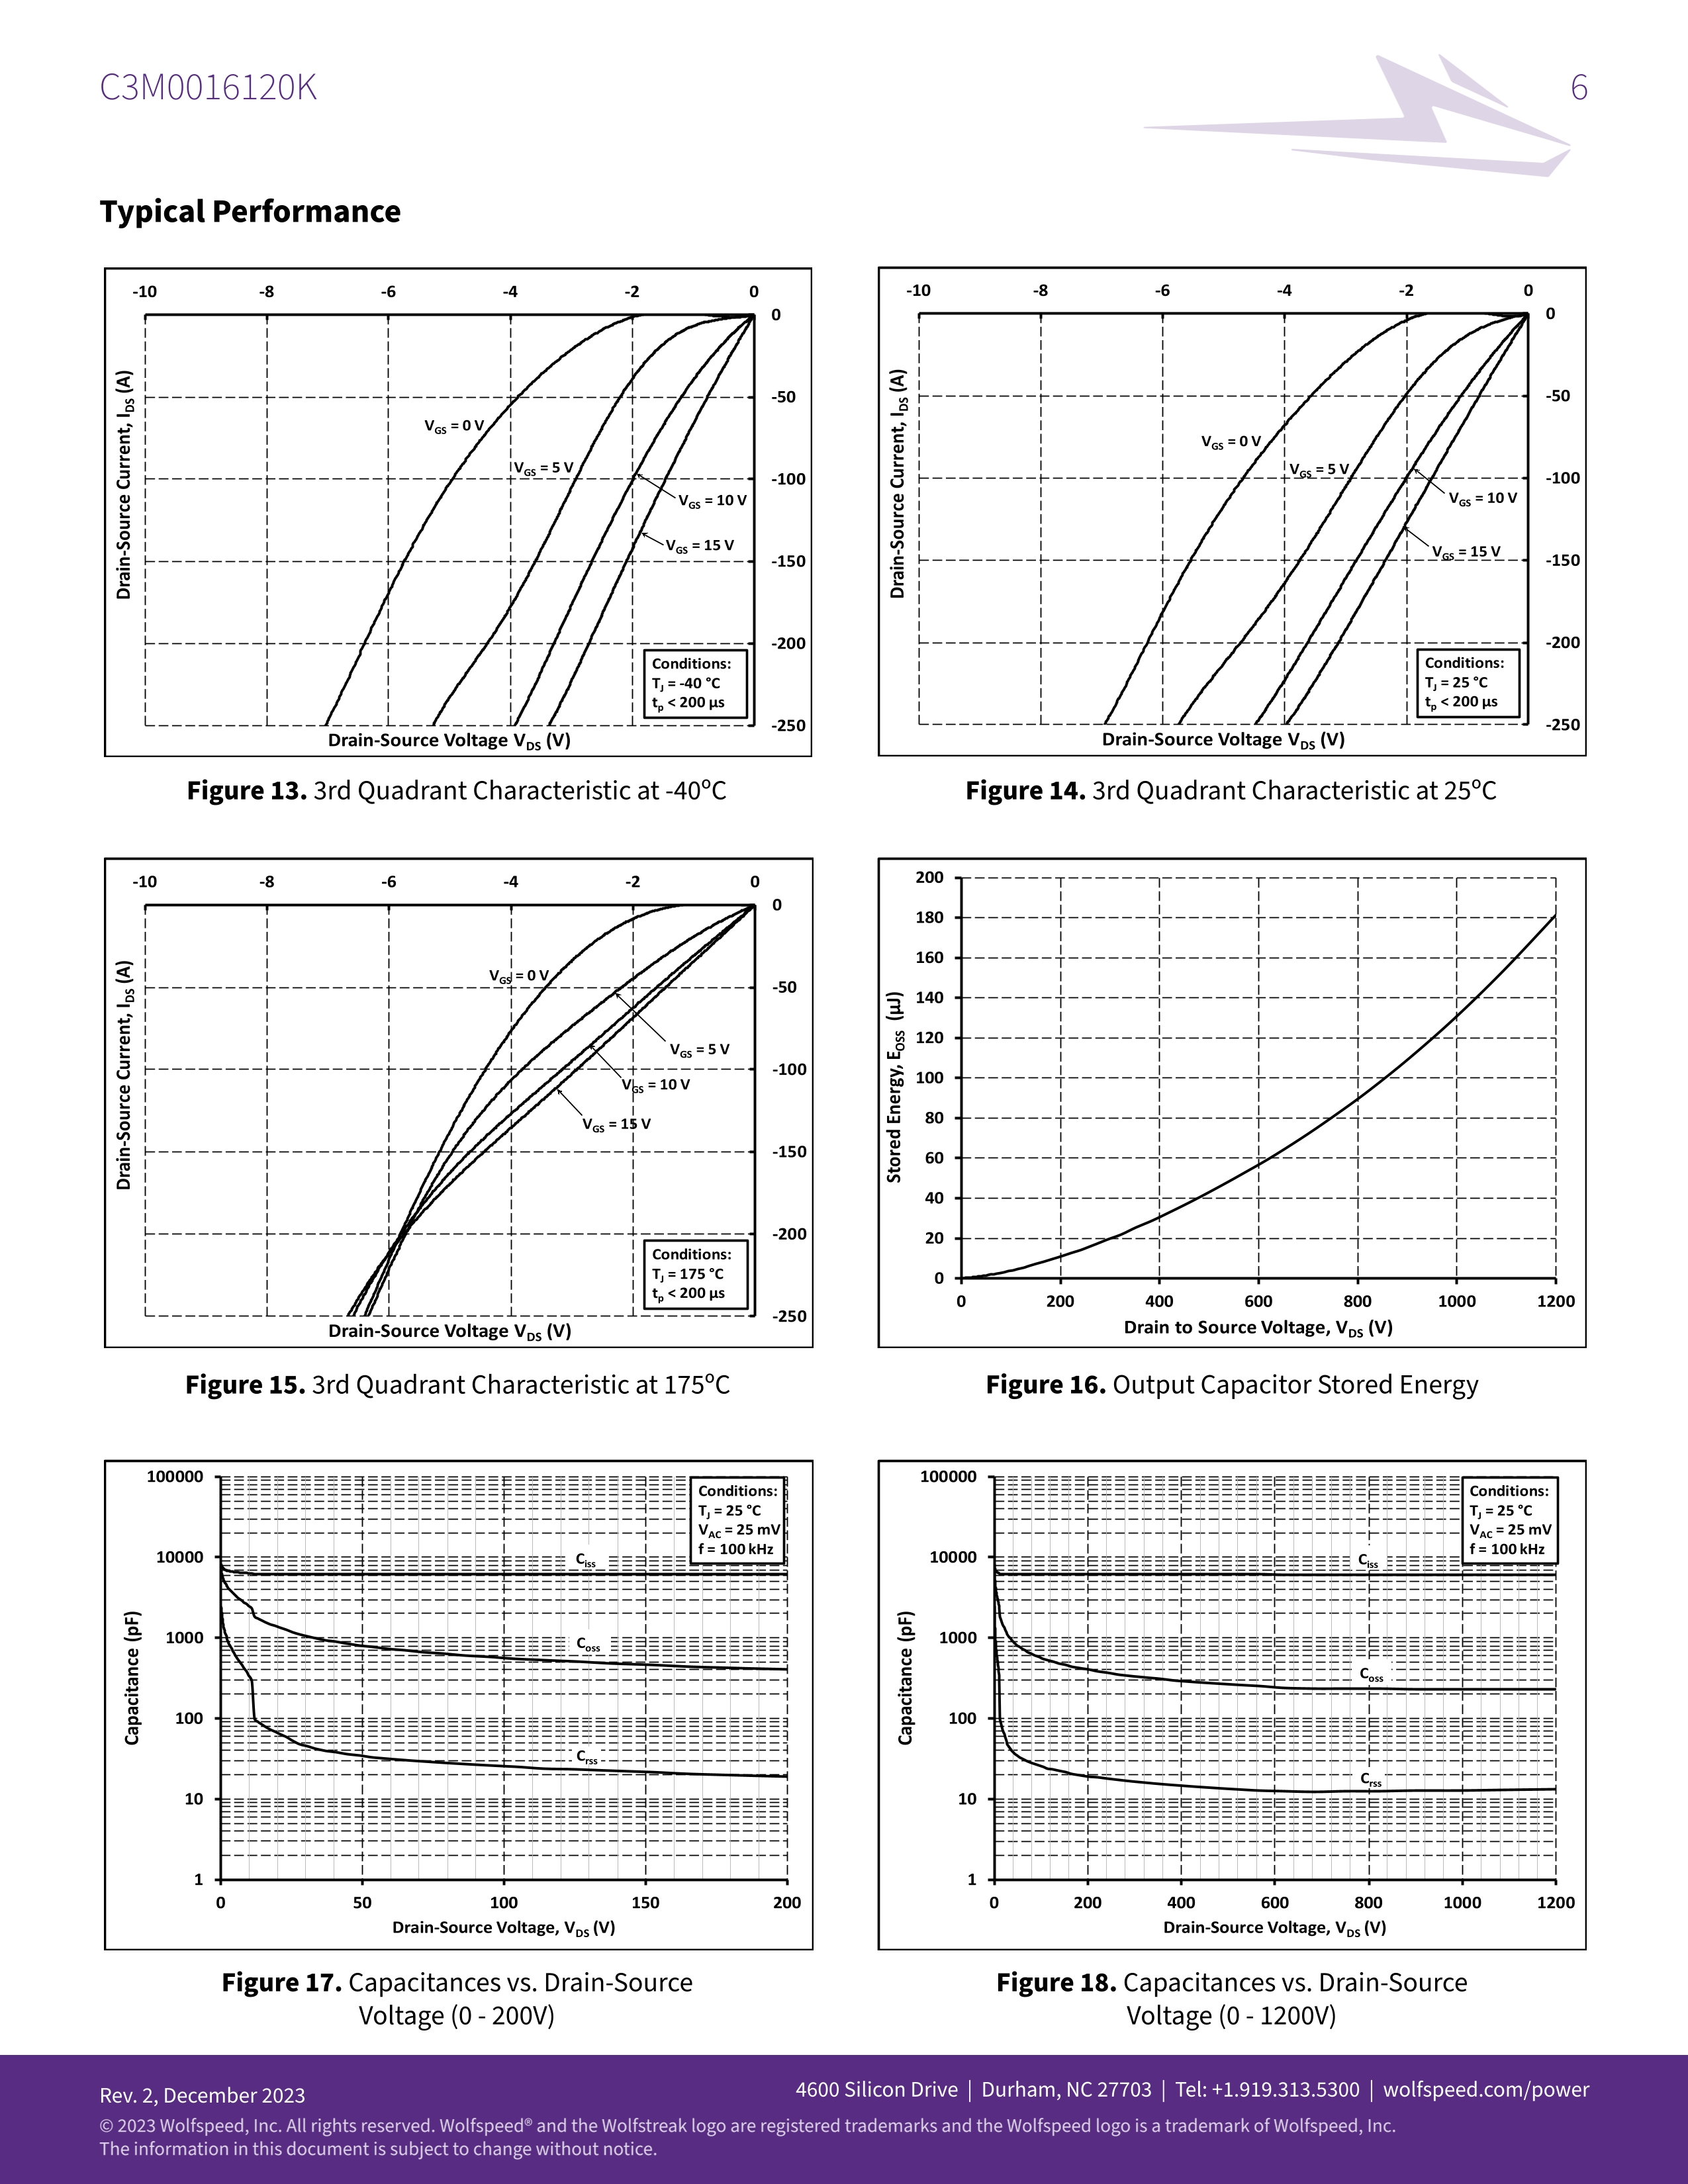 C3M0016120K
6
Typical Performance
-10 -8 -6 -4 -2 0
0
-50
-100
-150
-200
-250
Drain-Source Current, IDS (A)
VGS = 0 V
VGS = 5 V
VGS = 10 V
VGS = 15 V
Conditions:
TJ = -40 °C
tp < 200 µs
Drain-Source Voltage VDS (V)
Figure 13. 3rd Quadrant Characteristic at -40ºC
-10 -8 -6 -4 -2 0
0
-50
-100
-150
-200
-250
Drain-Source Current, IDS (A)
VGS = 0 V
VGS = 5 V
VGS = 10 V
VGS = 15 V
Conditions:
TJ = 25 °C
tp < 200 µs
Drain-Source Voltage VDS (V)
Figure 14. 3rd Quadrant Characteristic at 25ºC
-10 -8 -6 -4 -2 0
0
-50
-100
-150
-200
-250
Drain-Source Current, IDS (A)
VGS = 0 V
VGS = 5 V
VGS = 10 V
VGS = 15 V
Conditions:
TJ = 175 °C
tp < 200 µs
Drain-Source Voltage VDS (V)
Figure 15. 3rd Quadrant Characteristic at 175ºC
200
180
160
140
120
100
80
60
40
20
0
Stored Energy, EOSS (µJ)
0 200 400 600 800 1000 1200
Drain to Source Voltage, VDS (V)
Figure 16. Output Capacitor Stored Energy
100000
10000
1000
100
10
1
Capacitance (pF)
Conditions:
TJ = 25 °C
VAC = 25 mV
f = 100 kHz
Ciss
Coss
Crss
0 50 100 150 200
Drain-Source Voltage, VDS (V)
Figure 17. Capacitances vs. Drain-Source
Voltage (0 - 200V)
100000
10000
1000
100
10
1
Capacitance (pF)
Conditions:
TJ = 25 °C
VAC = 25 mV
f = 100 kHz
Ciss
Coss
Crss
0 200 400 600 800 1000 1200
Drain-Source Voltage, VDS (V)
Figure 18. Capacitances vs. Drain-Source
Voltage (0 - 1200V)
Rev. 2, December 2023
4600 Silicon Drive | Durham, NC 27703 | Tel: +1.919.313.5300 | wolfspeed.com/power
© 2023 Wolfspeed, Inc. All rights reserved. Wolfspeed® and the Wolfstreak logo are registered trademarks and the Wolfspeed logo is a trademark of Wolfspeed, Inc.
The information in this document is subject to change without notice.